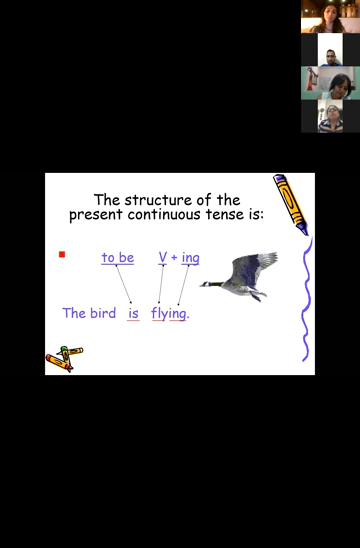 The structure of the
present continuous tense is:
to be V + ing
The bird is flying.